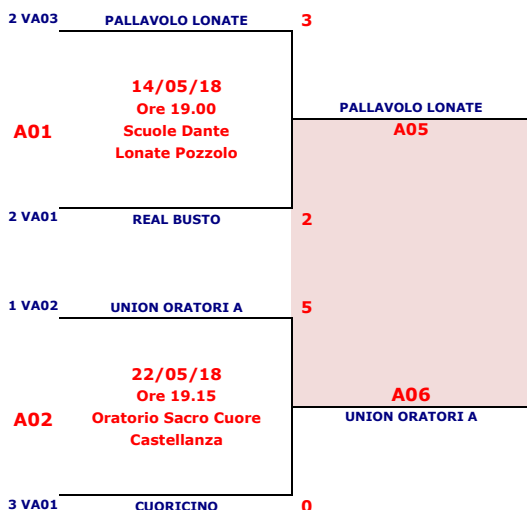 2 VA03 PALLAVOLO LONATE 3
14/05/18
Ore 19.00
Scuole Dante
Lonate Pozzolo
A01
PALLAVOLO LONATE
A05
2 VA01 REAL BUSTO 2
1 VA02 UNION ORATORI A 5
22/05/18
Ore 19.15
Oratorio Sacro Cuore
Castellanza
A02
A06
UNION ORATORI A
3 VA01 CUORICINO 0